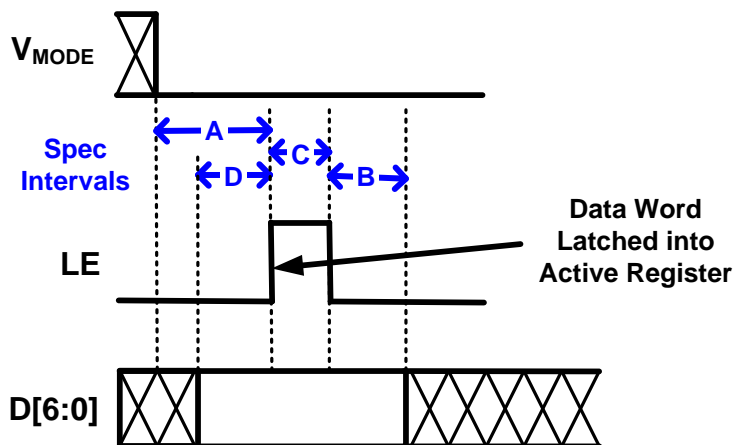 VMODE
A
Spec
Intervals
C
D
B
LE
Data Word
Latched into
Active Register
D[6:0]